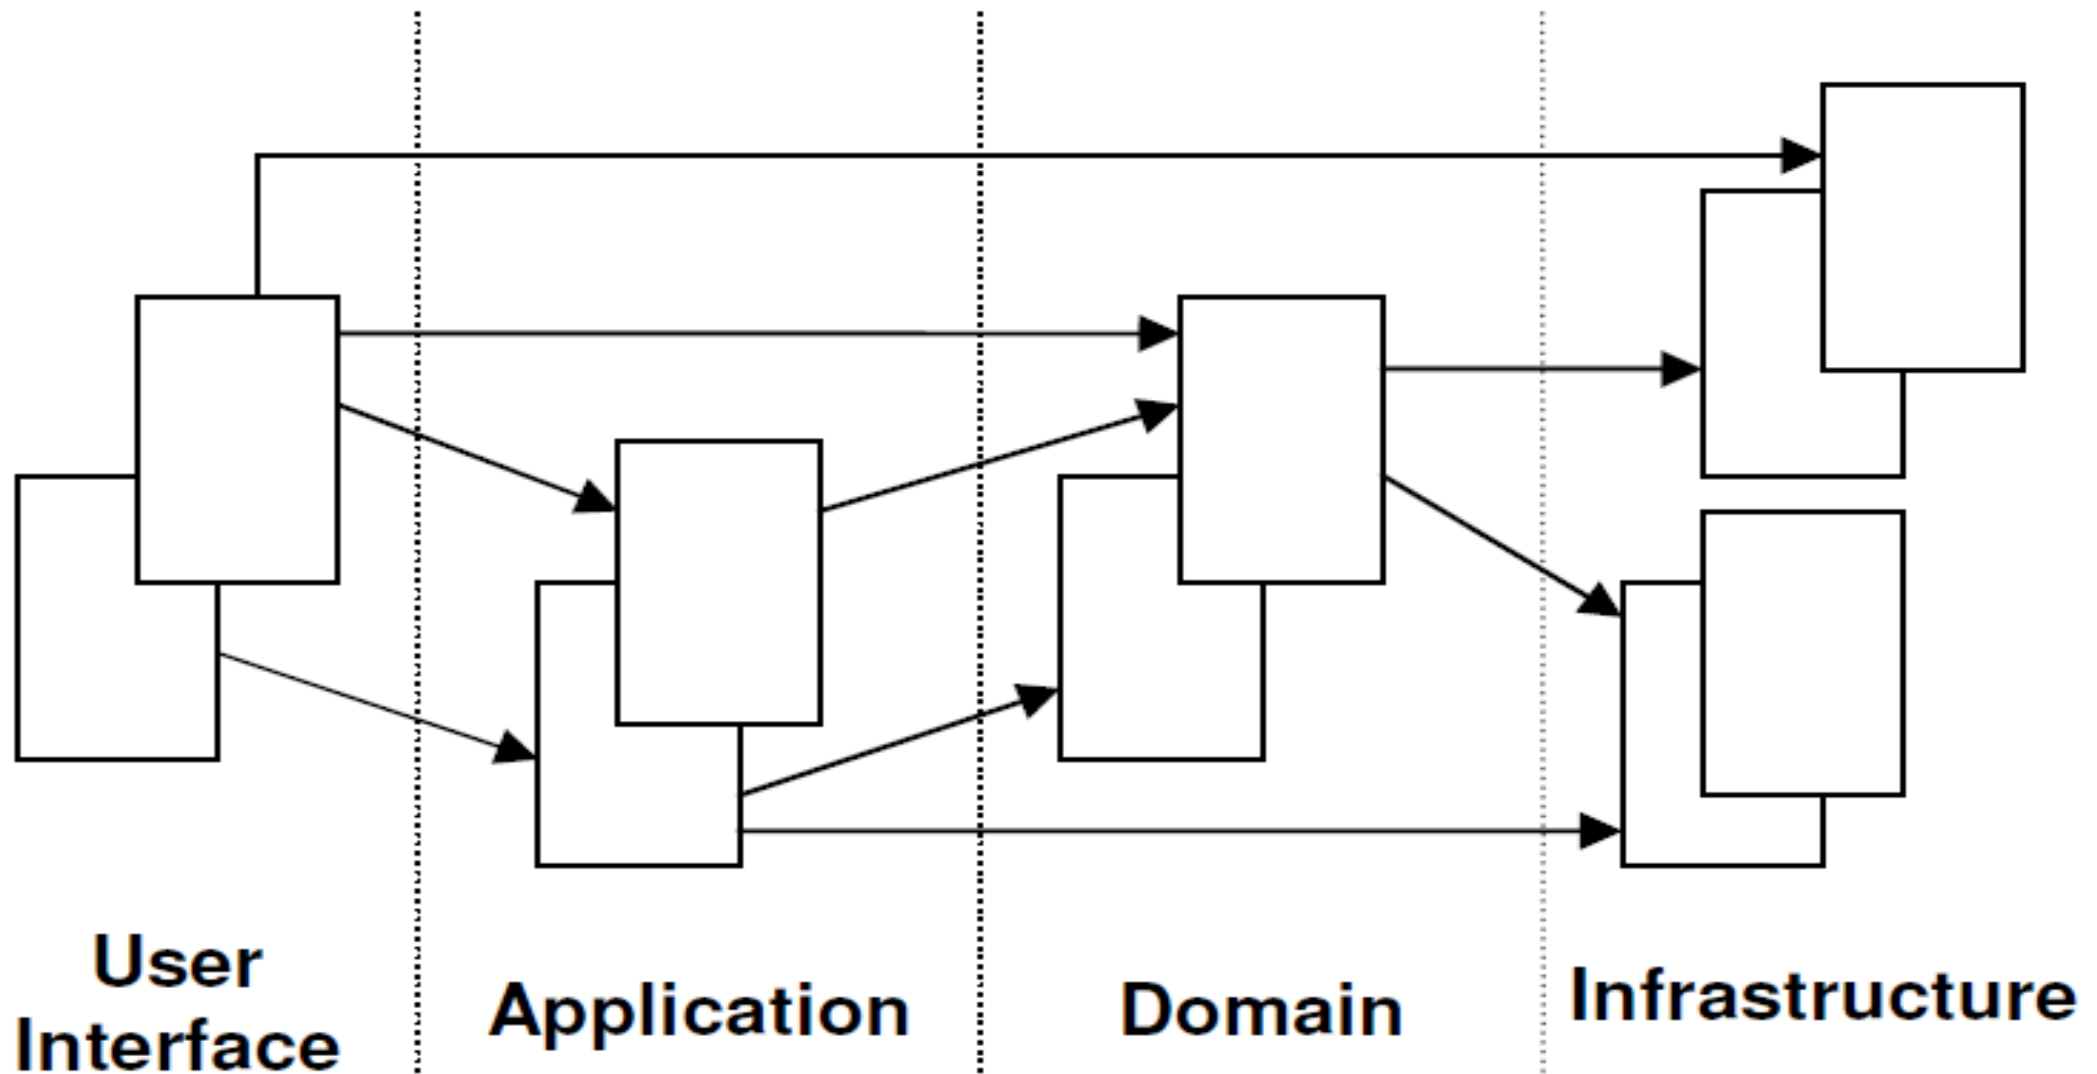 User
Interface
Application
Domain
Infrastructure